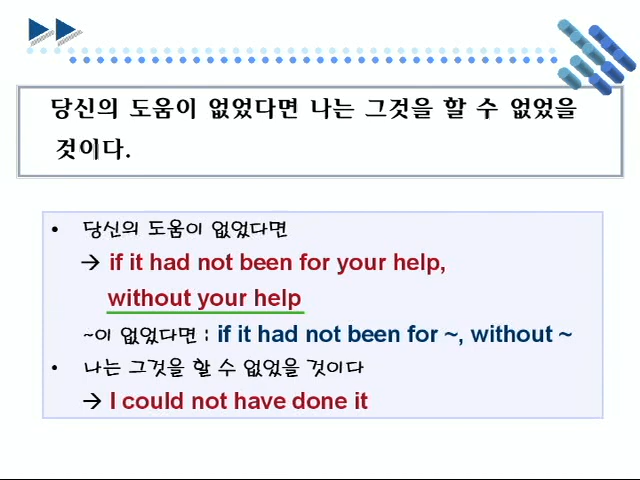 당신의 도움이 없었다면 나는 그것을 할 수 없었을
것이다.
• 당신의 도움이 없었다면
→ if it had not been for your help,
without your help
~이 없었다면 : if it had not been for ~, without ~
• 나는 그것을 할 수 없었을 것이다
→ I could not have done it